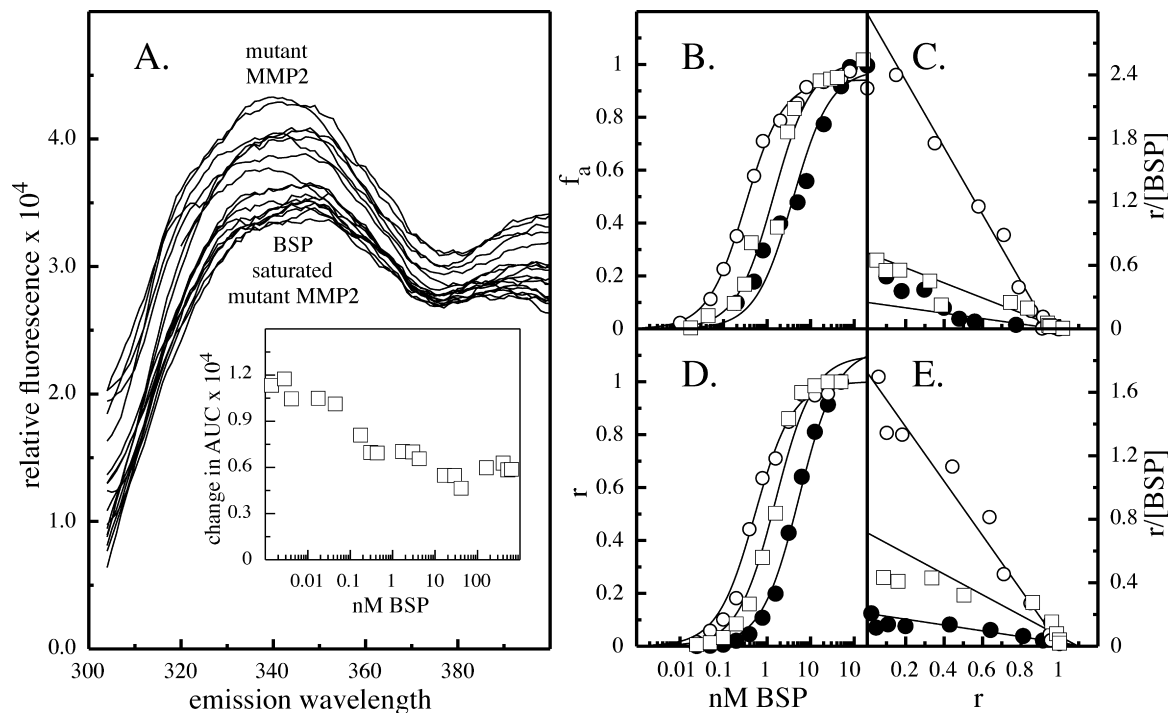 A.
mutant
MMP2
BSP
saturated
mutant MMP2
relative fluorescence x 10^4
4.0
3.0
2.0
1.0
0.0
300
320
340
360
380
emission wavelength
change in AUC x 10^4
1.2
0.9
0.6
0.3
0
0.01
0.1
1
10
100
nM BSP
B.
f_a
1
0.8
0.6
0.4
0.2
0
C.
2.4
1.8
1.2
0.6
0
r/[BSP]
D.
r
1
0.8
0.6
0.4
0.2
0
0.01
0.1
1
10
nM BSP
E.
1.6
1.2
0.8
0.4
0
r/[BSP]
0.2
0.4
0.6
0.8
1
r